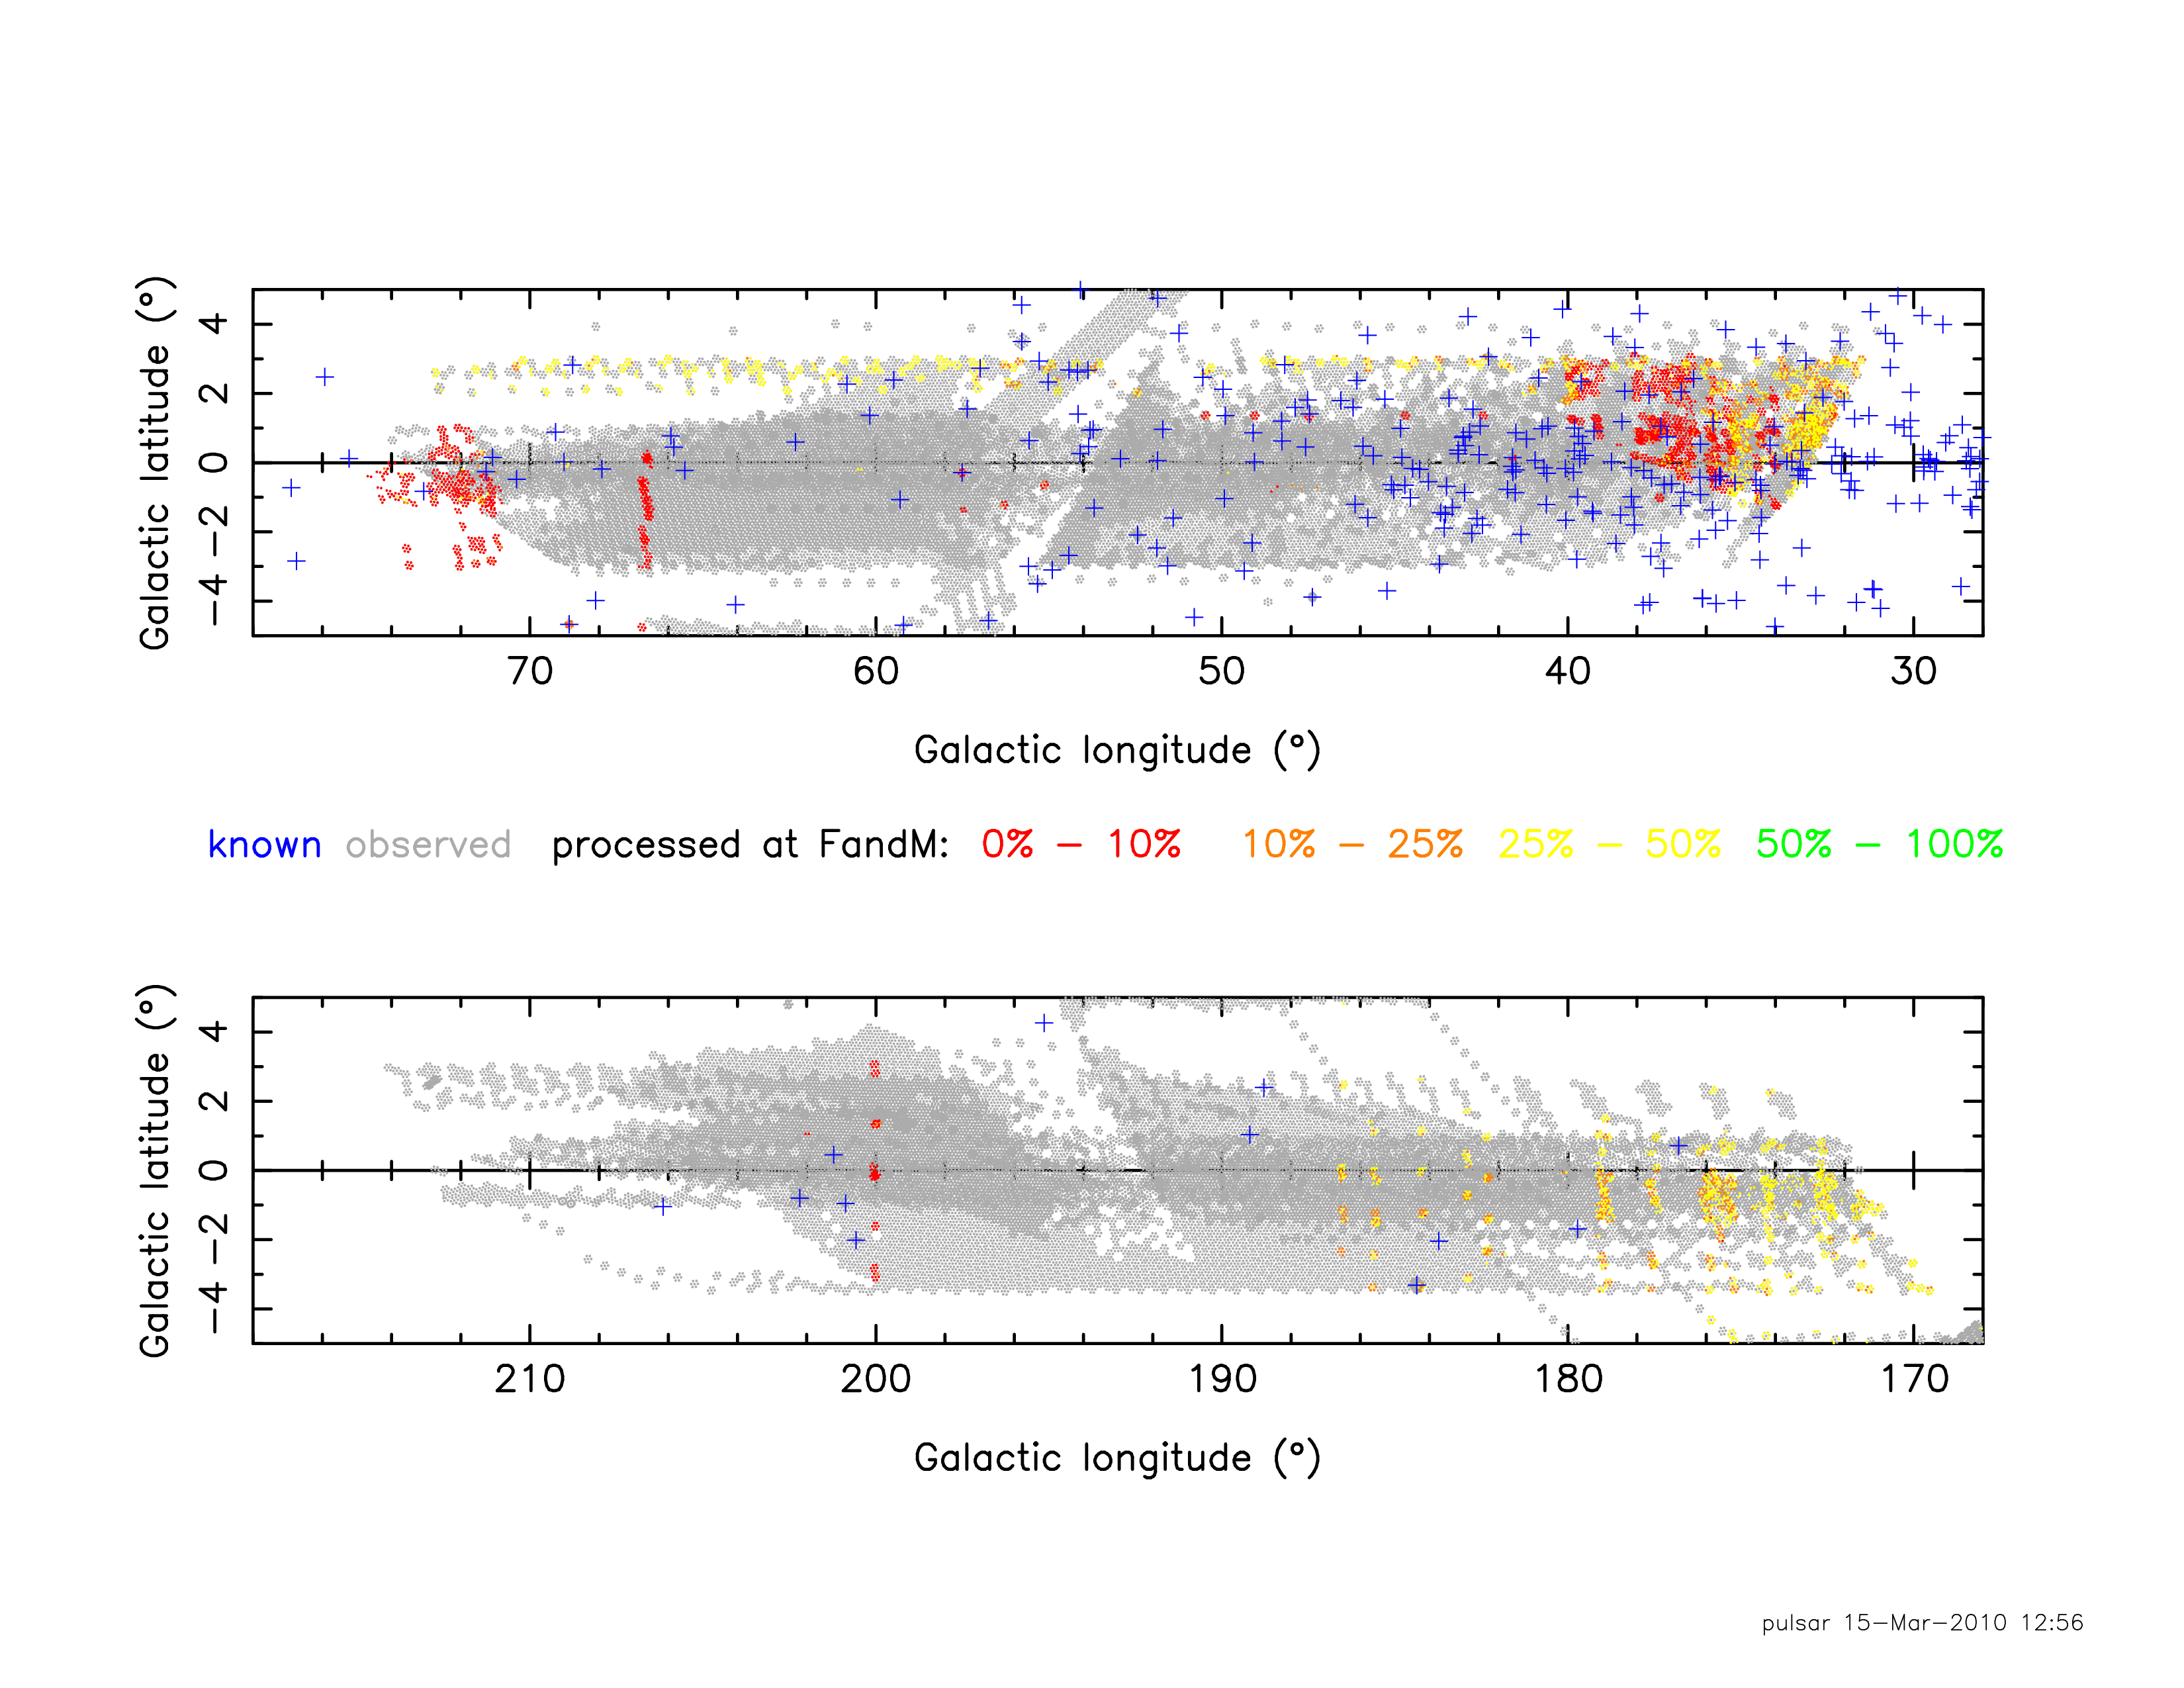 Galactic latitude (°)
4
2
0
−2
−4
70 60 50 40 30
Galactic longitude (°)
known observed processed at FandM: 0% − 10% 10% − 25% 25% − 50% 50% − 100%
Galactic latitude (°)
4
2
0
−2
−4
210 200 190 180 170
Galactic longitude (°)
pulsar 15−Mar−2010 12:56